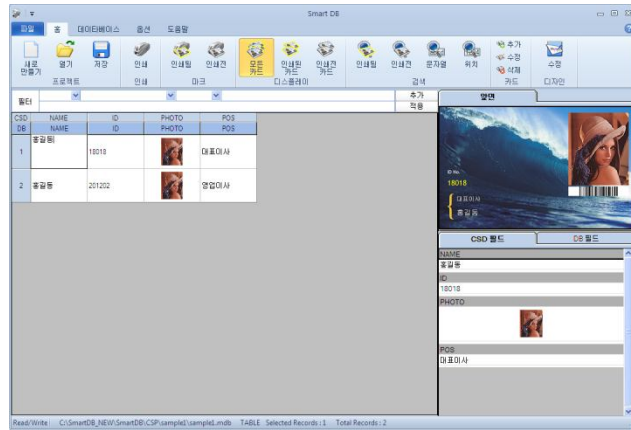 Smart DB
파일 홈 데이터베이스 옵션 도움말
새로 만들기 열기 저장 인쇄 인쇄됨 인쇄전 모든 카드 인쇄된 카드 인쇄전 카드 인쇄됨 인쇄전 문자열 위치 추가 수정 삭제 수정
프로젝트 인쇄 마크 디스플레이 검색 카드 디자인
필터 추가
적용
앞면
CSD NAME ID PHOTO POS
DB NAME ID PHOTO POS
1 홍길동 18018 대표이사
2 홍길동 201202 영업이사
ID No.
18018
대표이사
홍길동
CSD 필드 DB 필드
NAME
홍길동
ID
18018
PHOTO
POS
대표이사
Read/Write : C:\SmartDB_NEW\SmartDB\CSP\sample1\sample1.mdb TABLE Selected Records : 1 Total Records : 2